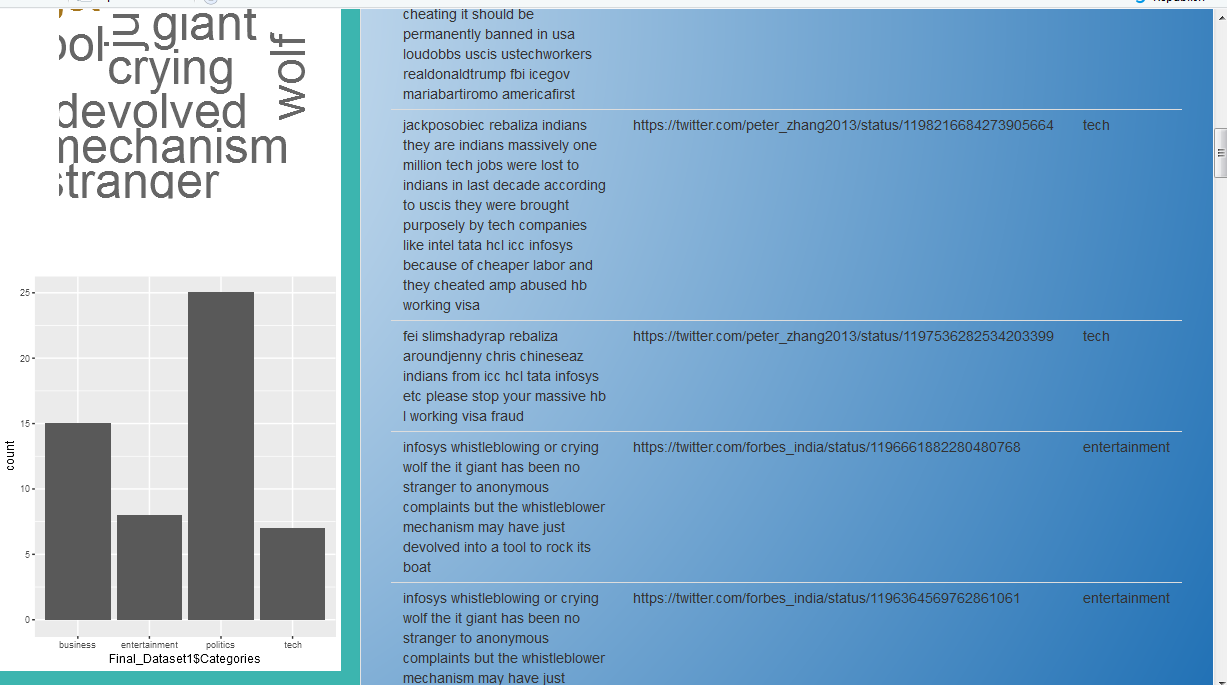 giant
crying
wolf
devolved
mechanism
stranger
25
20
15
10
5
0
count
business entertainment politics tech
Final_Dataset1$Categories
cheating it should be
permanently banned in usa
loudobbs uscis ustechworkers
realdonaldtrump fbi icegov
mariabartiromo americafirst
jackposobiec rebaliza indians https://twitter.com/peter_zhang2013/status/1198216684273905664 tech
they are indians massively one
million tech jobs were lost to
indians in last decade according
to uscis they were brought
purposely by tech companies
like intel tata hcl icc infosys
because of cheaper labor and
they cheated amp abused hb
working visa
fei slimshadyrap rebaliza https://twitter.com/peter_zhang2013/status/1197536282534203399 tech
aroundjenny chris chineseaz
indians from icc hcl tata infosys
etc please stop your massive hb
l working visa fraud
infosys whistleblowing or crying https://twitter.com/forbes_india/status/1196661882280480768 entertainment
wolf the it giant has been no
stranger to anonymous
complaints but the whistleblower
mechanism may have just
devolved into a tool to rock its
boat
infosys whistleblowing or crying https://twitter.com/forbes_india/status/1196364569762861061 entertainment
wolf the it giant has been no
stranger to anonymous
complaints but the whistleblower
mechanism may have just